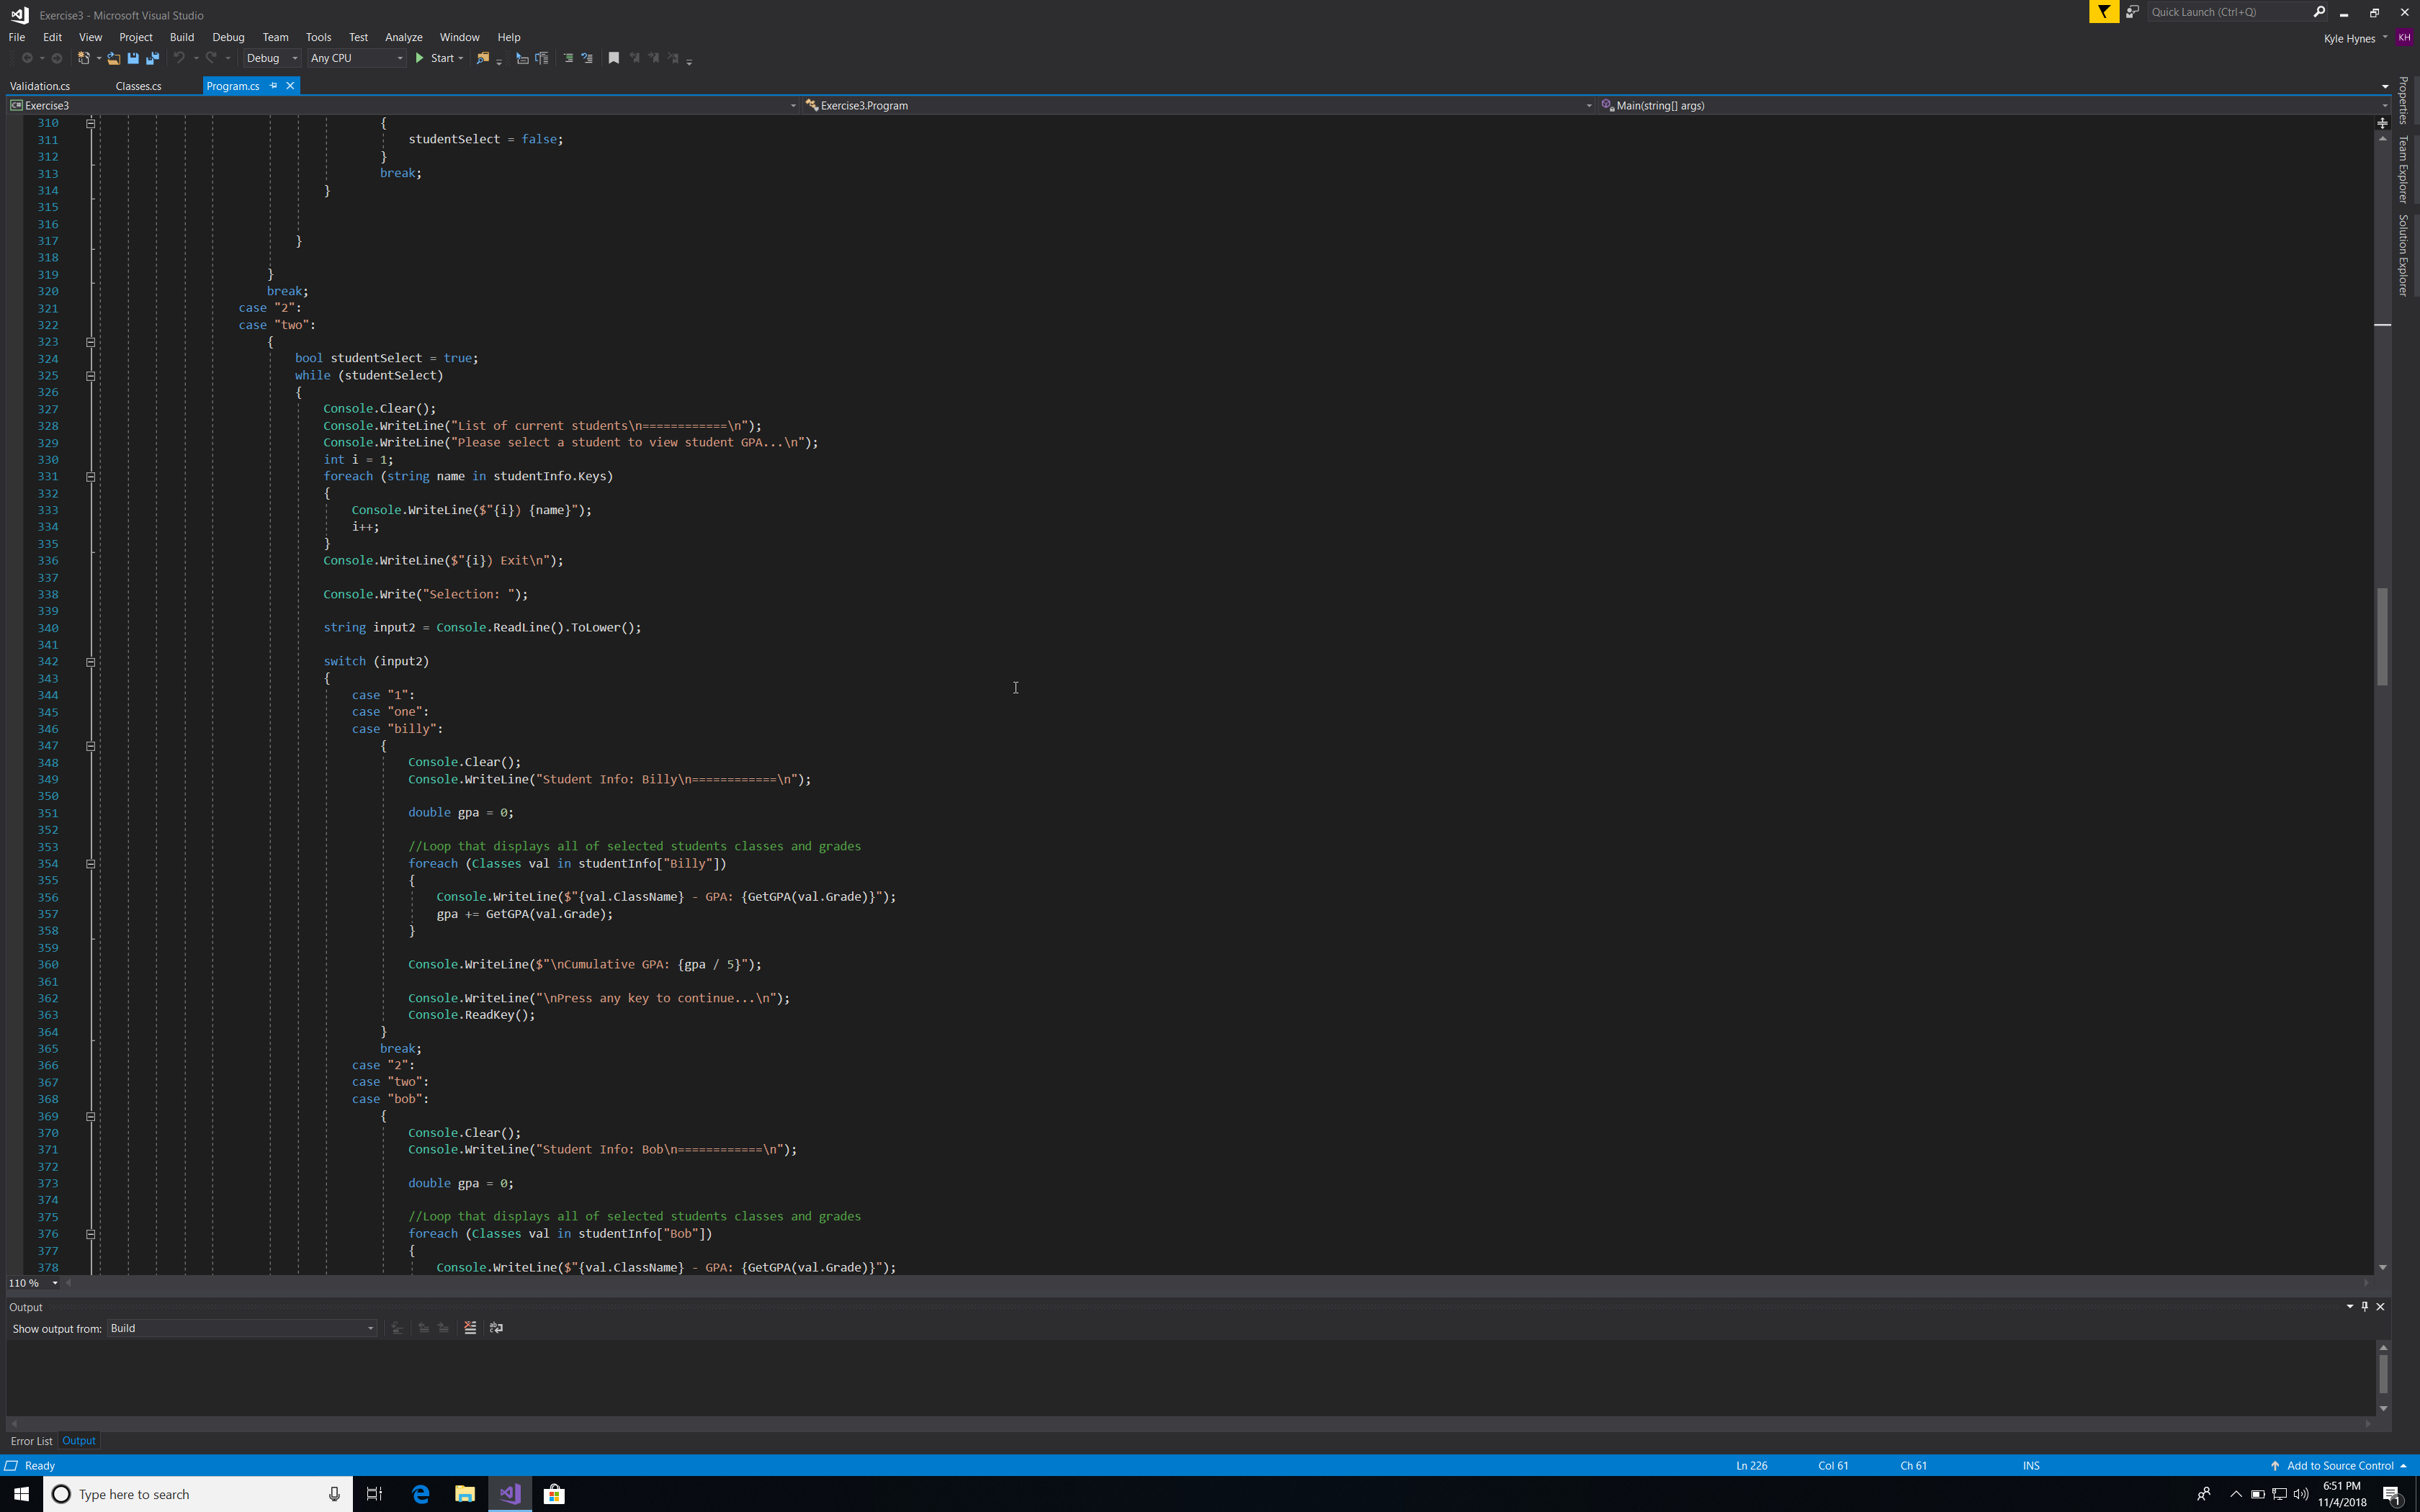 Exercise3 - Microsoft Visual Studio
Quick Launch (Ctrl+Q)
File Edit View Project Build Debug Team Tools Test Analyze Window Help
Kyle Hynes KH
Debug Any CPU Start
Validation.cs Classes.cs Program.cs
Exercise3 Exercise3.Program Main(string[] args)
Properties
Team Explorer
Solution Explorer
310 {
311 studentSelect = false;
312 }
313 break;
314 }
315
316
317 }
318
319 }
320 break;
321 case "2":
322 case "two":
323 {
324 bool studentSelect = true;
325 while (studentSelect)
326 {
327 Console.Clear();
328 Console.WriteLine("List of current students\n============\n");
329 Console.WriteLine("Please select a student to view student GPA...\n");
330 int i = 1;
331 foreach (string name in studentInfo.Keys)
332 {
333 Console.WriteLine($"{i}) {name}");
334 i++;
335 }
336 Console.WriteLine($"{i}) Exit\n");
337
338 Console.Write("Selection: ");
339
340 string input2 = Console.ReadLine().ToLower();
341
342 switch (input2)
343 {
344 case "1":
345 case "one":
346 case "billy":
347 {
348 Console.Clear();
349 Console.WriteLine("Student Info: Billy\n============\n");
350
351 double gpa = 0;
352
353 //Loop that displays all of selected students classes and grades
354 foreach (Classes val in studentInfo["Billy"])
355 {
356 Console.WriteLine($"{val.ClassName} - GPA: {GetGPA(val.Grade)}");
357 gpa += GetGPA(val.Grade);
358 }
359
360 Console.WriteLine($"\nCumulative GPA: {gpa / 5}");
361
362 Console.WriteLine("\nPress any key to continue...\n");
363 Console.ReadKey();
364 }
365 break;
366 case "2":
367 case "two":
368 case "bob":
369 {
370 Console.Clear();
371 Console.WriteLine("Student Info: Bob\n============\n");
372
373 double gpa = 0;
374
375 //Loop that displays all of selected students classes and grades
376 foreach (Classes val in studentInfo["Bob"])
377 {
378 Console.WriteLine($"{val.ClassName} - GPA: {GetGPA(val.Grade)}");
110 %
Output
Show output from: Build
Error List Output
Ready Ln 226 Col 61 Ch 61 INS Add to Source Control
Type here to search
6:51 PM
11/4/2018
1